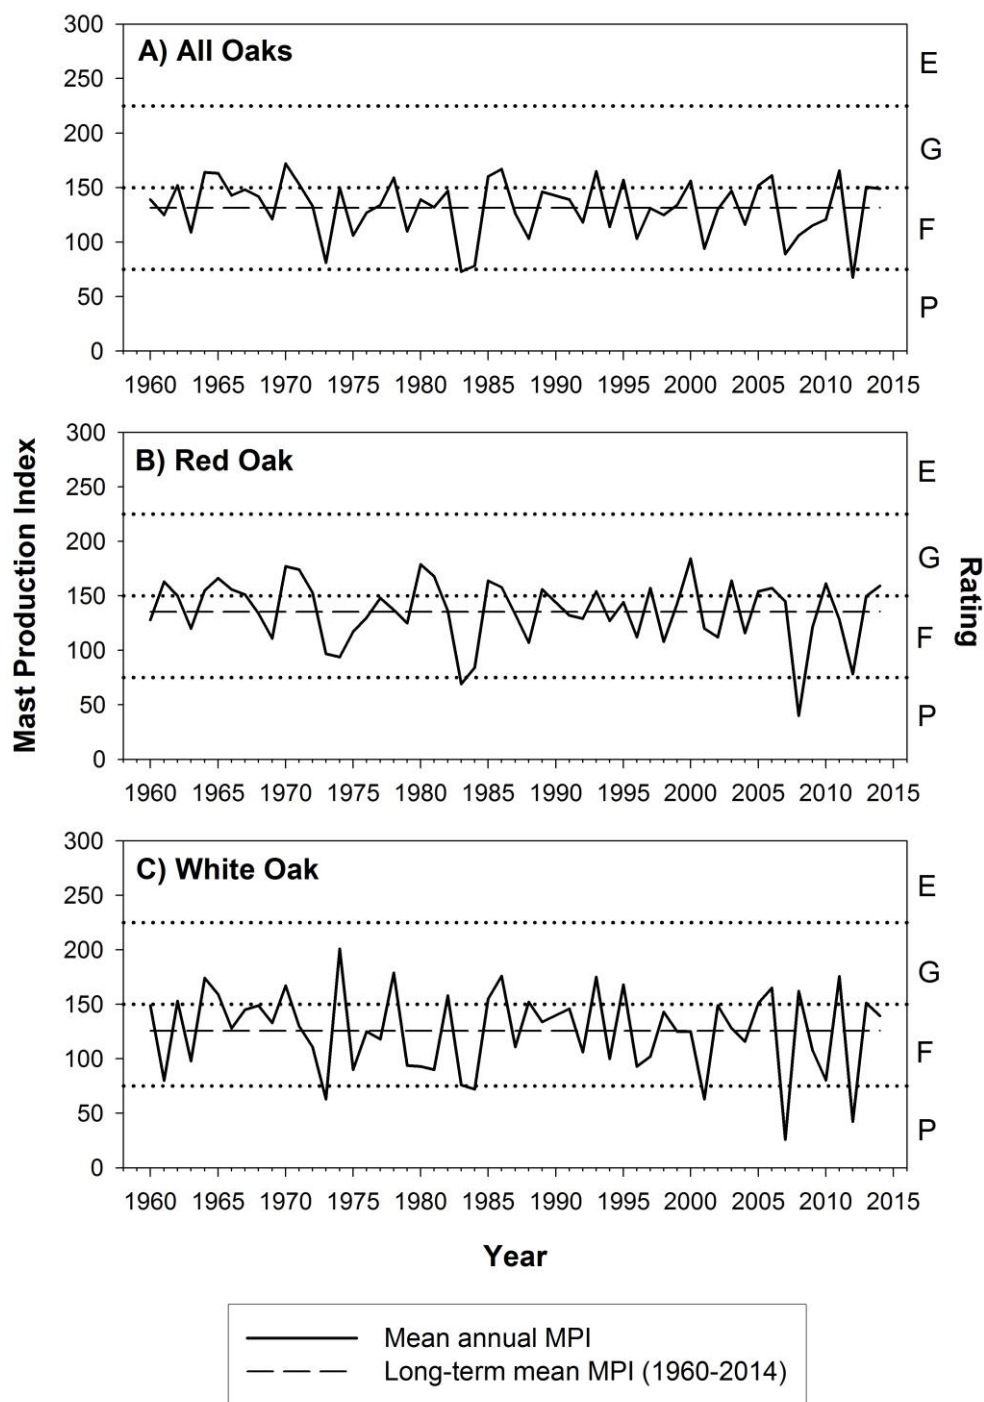 A) All Oaks
300
250
200
150
100
50
0
E
G
F
P
1960 1965 1970 1975 1980 1985 1990 1995 2000 2005 2010 2015
B) Red Oak
300
250
200
150
100
50
0
E
G
F
P
1960 1965 1970 1975 1980 1985 1990 1995 2000 2005 2010 2015
Mast Production Index
Rating
C) White Oak
300
250
200
150
100
50
0
E
G
F
P
1960 1965 1970 1975 1980 1985 1990 1995 2000 2005 2010 2015
Year
Mean annual MPI
Long-term mean MPI (1960-2014)